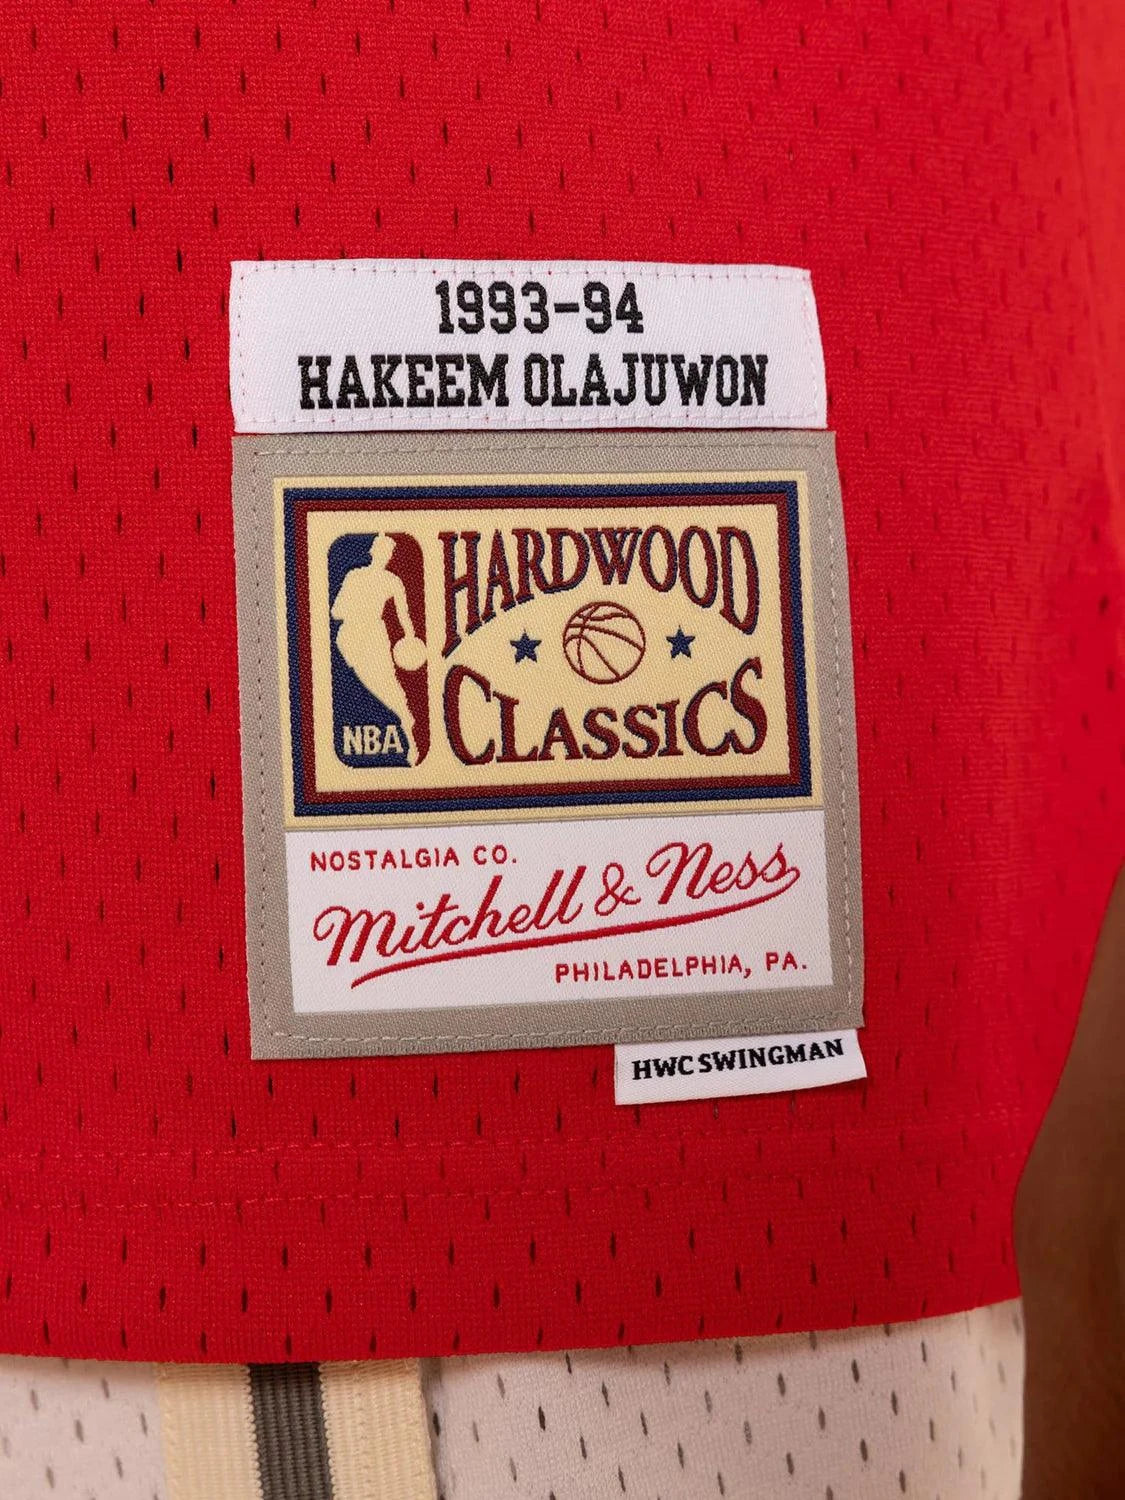 1993-94
HAKEEM OLAJUWON
HARDWOOD
CLASSICS
NBA
NOSTALGIA CO.
Mitchell & Ness
PHILADELPHIA, PA.
HWC SWINGMAN